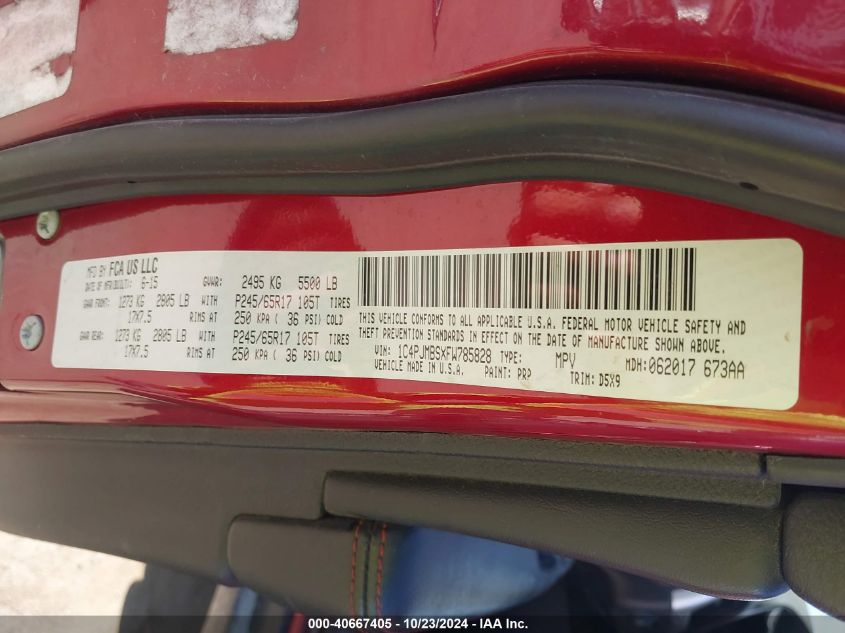 MFD BY FCA US LLC
DATE OF MFR(BUILT): 6-15 GVWR: 2495 KG 5500 LB
GAWR FRONT: 1273 KG 2805 LB WITH P245/65R17 105T TIRES
17X7.5 RIMS AT 250 KPA ( 36 PSI) COLD
GAWR REAR: 1273 KG 2805 LB WITH P245/65R17 105T TIRES
17X7.5 RIMS AT 250 KPA ( 36 PSI) COLD
THIS VEHICLE CONFORMS TO ALL APPLICABLE U.S.A. FEDERAL MOTOR VEHICLE SAFETY AND
THEFT PREVENTION STANDARDS IN EFFECT ON THE DATE OF MANUFACTURE SHOWN ABOVE.
VIN: 1C4PJMBSXFW785828 TYPE: MPV MDH: 062017 673AA
VEHICLE MADE IN U.S.A. PAINT: PRP TRIM: D5X9
000-40667405 - 10/23/2024 - IAA Inc.